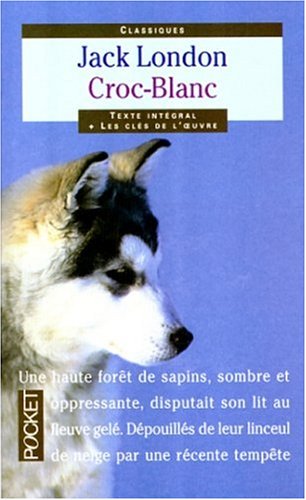 CLASSIQUES
Jack London
Croc-Blanc
TEXTE INTÉGRAL
+ LES CLÉS DE L'ŒUVRE
Une haute forêt de sapins, sombre et
oppressante, disputait son lit au
fleuve gelé. Dépouillés de leur linceul
de neige par une récente tempête
POCKET